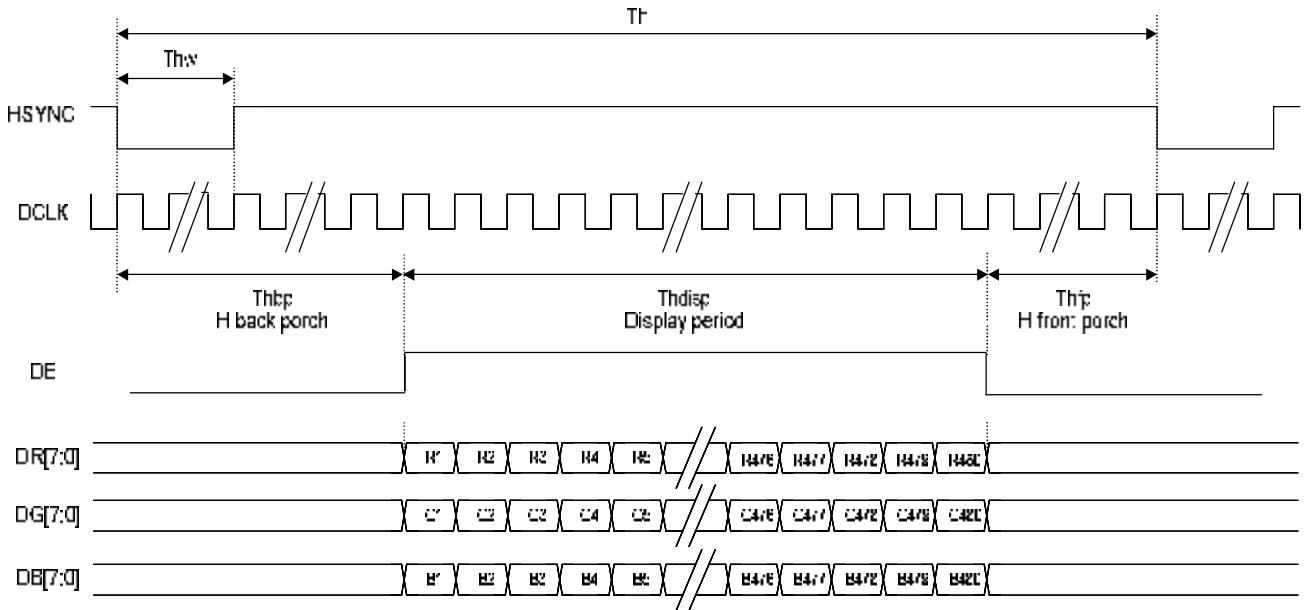 Th
Thw
HSYNC
DCLK
Thbp
H back porch
Thdisp
Display period
Thfp
H front porch
DE
DR[7:0] R1 R2 R3 R4 R5 R476 R477 R478 R479 R480
DG[7:0] G1 G2 G3 G4 G5 G476 G477 G478 G479 G480
DB[7:0] B1 B2 B3 B4 B5 B476 B477 B478 B479 B480